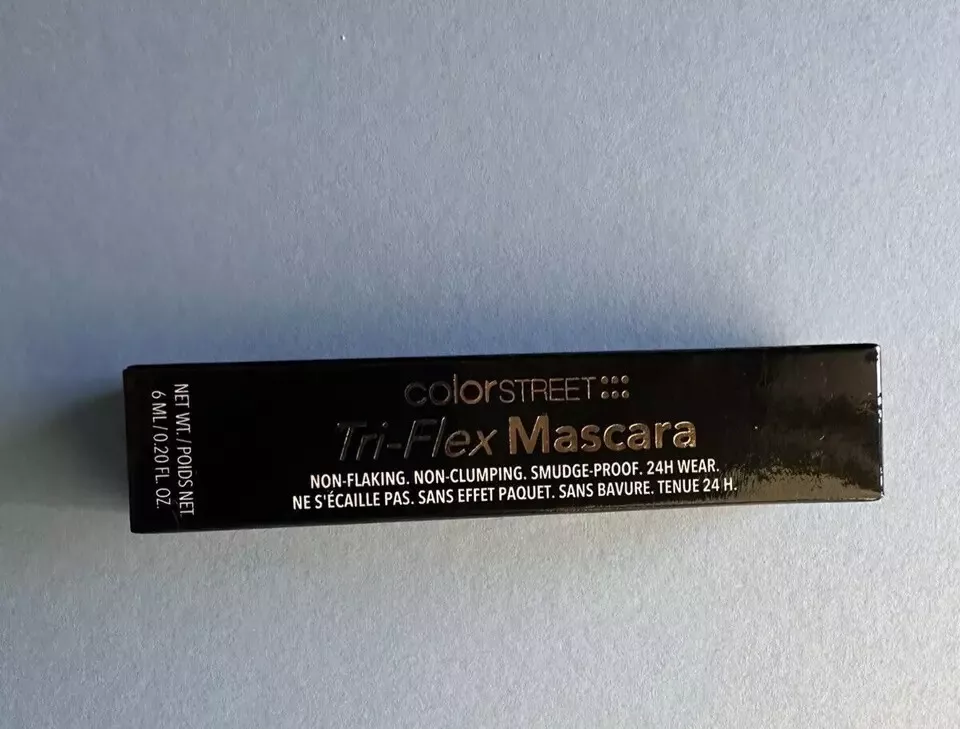 colorSTREET
Tri-Flex Mascara
NON-FLAKING. NON-CLUMPING. SMUDGE-PROOF. 24H WEAR.
NE S'ÉCAILLE PAS. SANS EFFET PAQUET. SANS BAVURE. TENUE 24 H.
NET WT./POIDS NET.
6 ML/0.20 FL OZ.